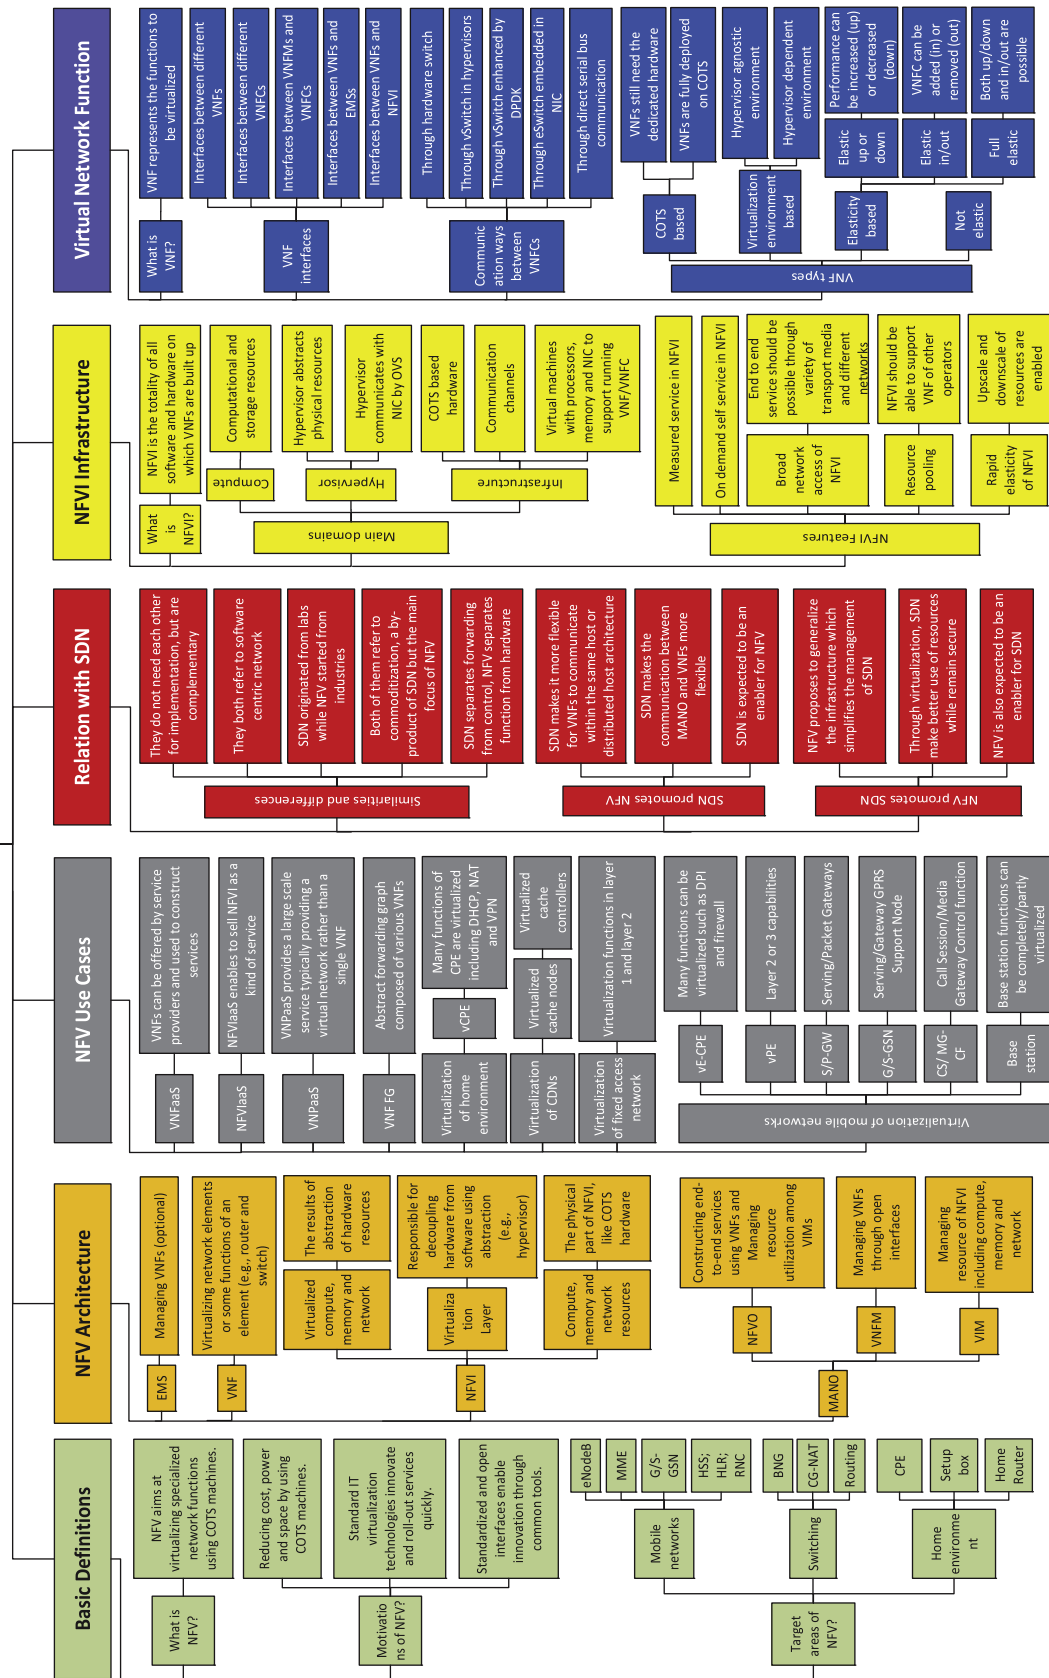 Basic Definitions
What is
NFV?
NFV aims at
virtualizing specialized
network functions
using COTS machines.
Motivatio
ns of NFV?
Reducing cost, power
and space by using
COTS machines.
Standard IT
virtualization
technologies innovate
and roll-out services
quickly.
Standardized and open
interfaces enable
innovation through
common tools.
Target
areas of
NFV?
Mobile
networks
eNodeB
MME
G/S-
GSN
HSS;
HLR;
RNC
Switching
BNG
CG-NAT
Routing
Home
environme
nt
CPE
Setup
box
Home
Router
NFV Architecture
EMS
Managing VNFs (optional)
VNF
Virtualizing network elements
or some functions of an
element (e.g., router and
switch)
NFVI
Virtualized
compute,
memory and
network
The results of
abstraction
of hardware
resources
Virtualiza
tion
Layer
Responsible for
decoupling
hardware from
software using
abstraction
(e.g.,
hypervisor)
Compute,
memory and
network
resources
The physical
part of NFVI,
like COTS
hardware
MANO
NFVO
Constructing end-
to-end services
using VNFs and
Managing
resource
utilization among
VIMs
VNFM
Managing VNFs
through open
interfaces
VIM
Managing
resource of NFVI
including compute,
memory and
network
NFV Use Cases
VNFaaS
VNFs can be
offered by service
providers and
used to construct
services
NFVIaaS
NFVIaaS enables
to sell NFVI as a
kind of service
VNPaaS
VNPaaS provides a large scale
service typically providing a
virtual network rather than a
single VNF
VNF FG
Abstract forwarding graph
composed of various VNFs
Virtualization
of home
environment
vCPE
Many functions of
CPE are virtualized
including DHCP, NAT
and VPN
Virtualization
of CDNs
Virtualized
cache nodes
Virtualized
cache
controllers
Virtualization
of fixed access
network
Virtualization functions in layer
1 and layer 2
Virtualization of mobile networks
vE-CPE
Many functions can be
virtualized such as DPI
and firewall
vPE
Layer 2 or 3 capabilities
S/P-GW
Serving/Packet Gateways
G/S-GSN
Serving/Gateway GPRS
Support Node
CS/ MG-
CF
Call Session/Media
Gateway Control function
Base
station
Base station functions can
be completely/partly
virtualized
Relation with SDN
Similarities and differences
They do not need each other
for implementation, but are
complementary
They both refer to software
centric network
SDN originated from labs
while NFV started from
industries
Both of them refer to
commoditization, a by-
product of SDN but the main
focus of NFV
SDN separates forwarding
from control, NFV separates
function from hardware
SDN promotes NFV
SDN makes it more flexible
for VNFs to communicate
within the same host or
distributed host architecture
SDN makes the
communication between
MANO and VNFs more
flexible
SDN is expected to be an
enabler for NFV
NFV promotes SDN
NFV proposes to generalize
the infrastructure which
simplifies the management
of SDN
Through virtualization, SDN
make better use of resources
while remain secure
NFV is also expected to be an
enabler for SDN
NFVI Infrastructure
What
is
NFVI?
NFVI is the totality of all
software and hardware on
which VNFs are built up
Main domains
Compute
Computational and
storage resources
Hypervisor
Hypervisor abstracts
physical resources
Hypervisor
communicates with
NIC by OVS
Infrastructure
COTS based
hardware
Communication
channels
Virtual machines
with processors,
memory and NIC to
support running
VNF/VNFC
NFVI Features
Measured service in NFVI
On demand self service in NFVI
Broad
network
access of
NFVI
End to end
service should be
possible through
variety of
transport media
and different
networks
Resource
pooling
NFVI should be
able to support
VNF of other
operators
Rapid
elasticity
of NFVI
Upscale and
downscale of
resources are
enabled
Virtual Network Function
What is
VNF?
VNF represents the functions to
be virtualized
VNF
interfaces
Interfaces between different
VNFs
Interfaces between different
VNFCs
Interfaces between VNFMs and
VNFCs
Interfaces between VNFs and
EMSs
Interfaces between VNFs and
NFVI
Communic
ation ways
between
VNFCs
Through hardware switch
Through vSwitch in hypervisors
Through vSwitch enhanced by
DPDK
Through eSwitch embedded in
NIC
Through direct serial bus
communication
VNF types
COTS
based
VNFs still need the
dedicated hardware
VNFs are fully deployed
on COTS
Virtualization
environment
based
Hypervisor agnostic
environment
Hypervisor dependent
environment
Elasticity
based
Elastic
up or
down
Performance can
be increased (up)
or decreased
(down)
Elastic
in/out
VNFC can be
added (in) or
removed (out)
Full
elastic
Both up/down
and in/out are
possible
Not
elastic